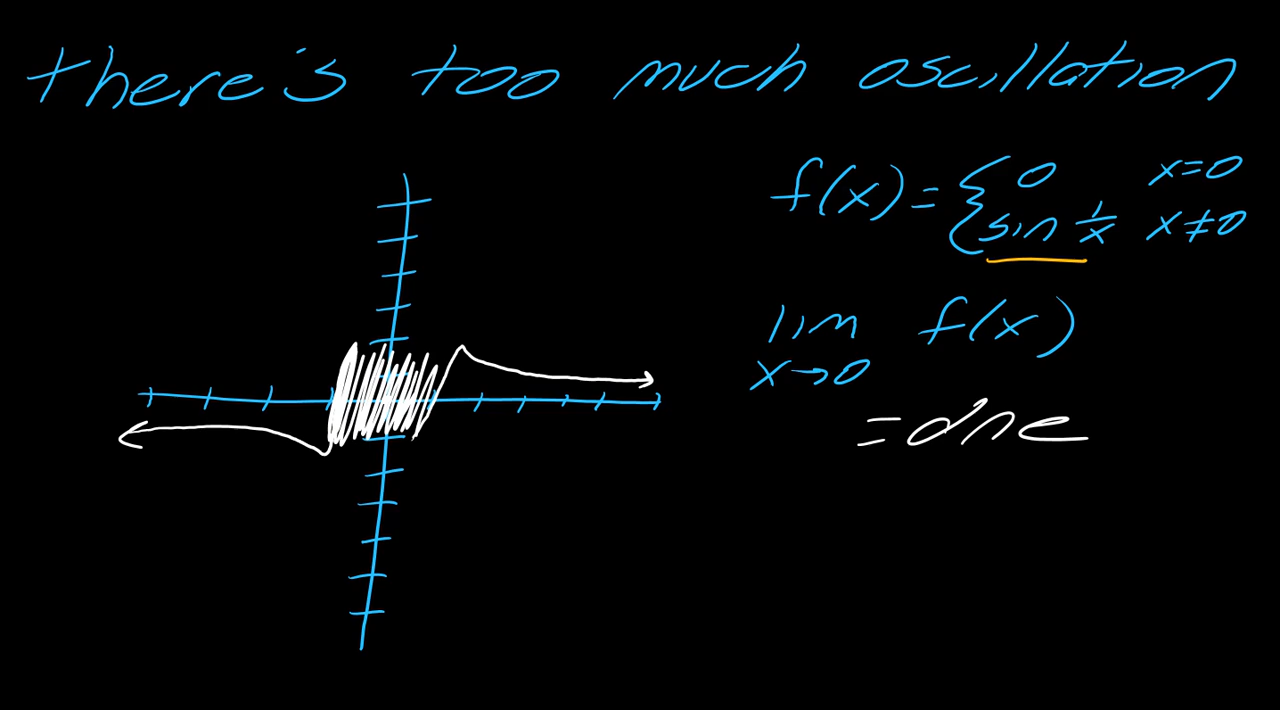 there's too much oscillation
f(x) = { 0 x=0
sin 1/x x≠0
lim f(x)
x→0
=dne